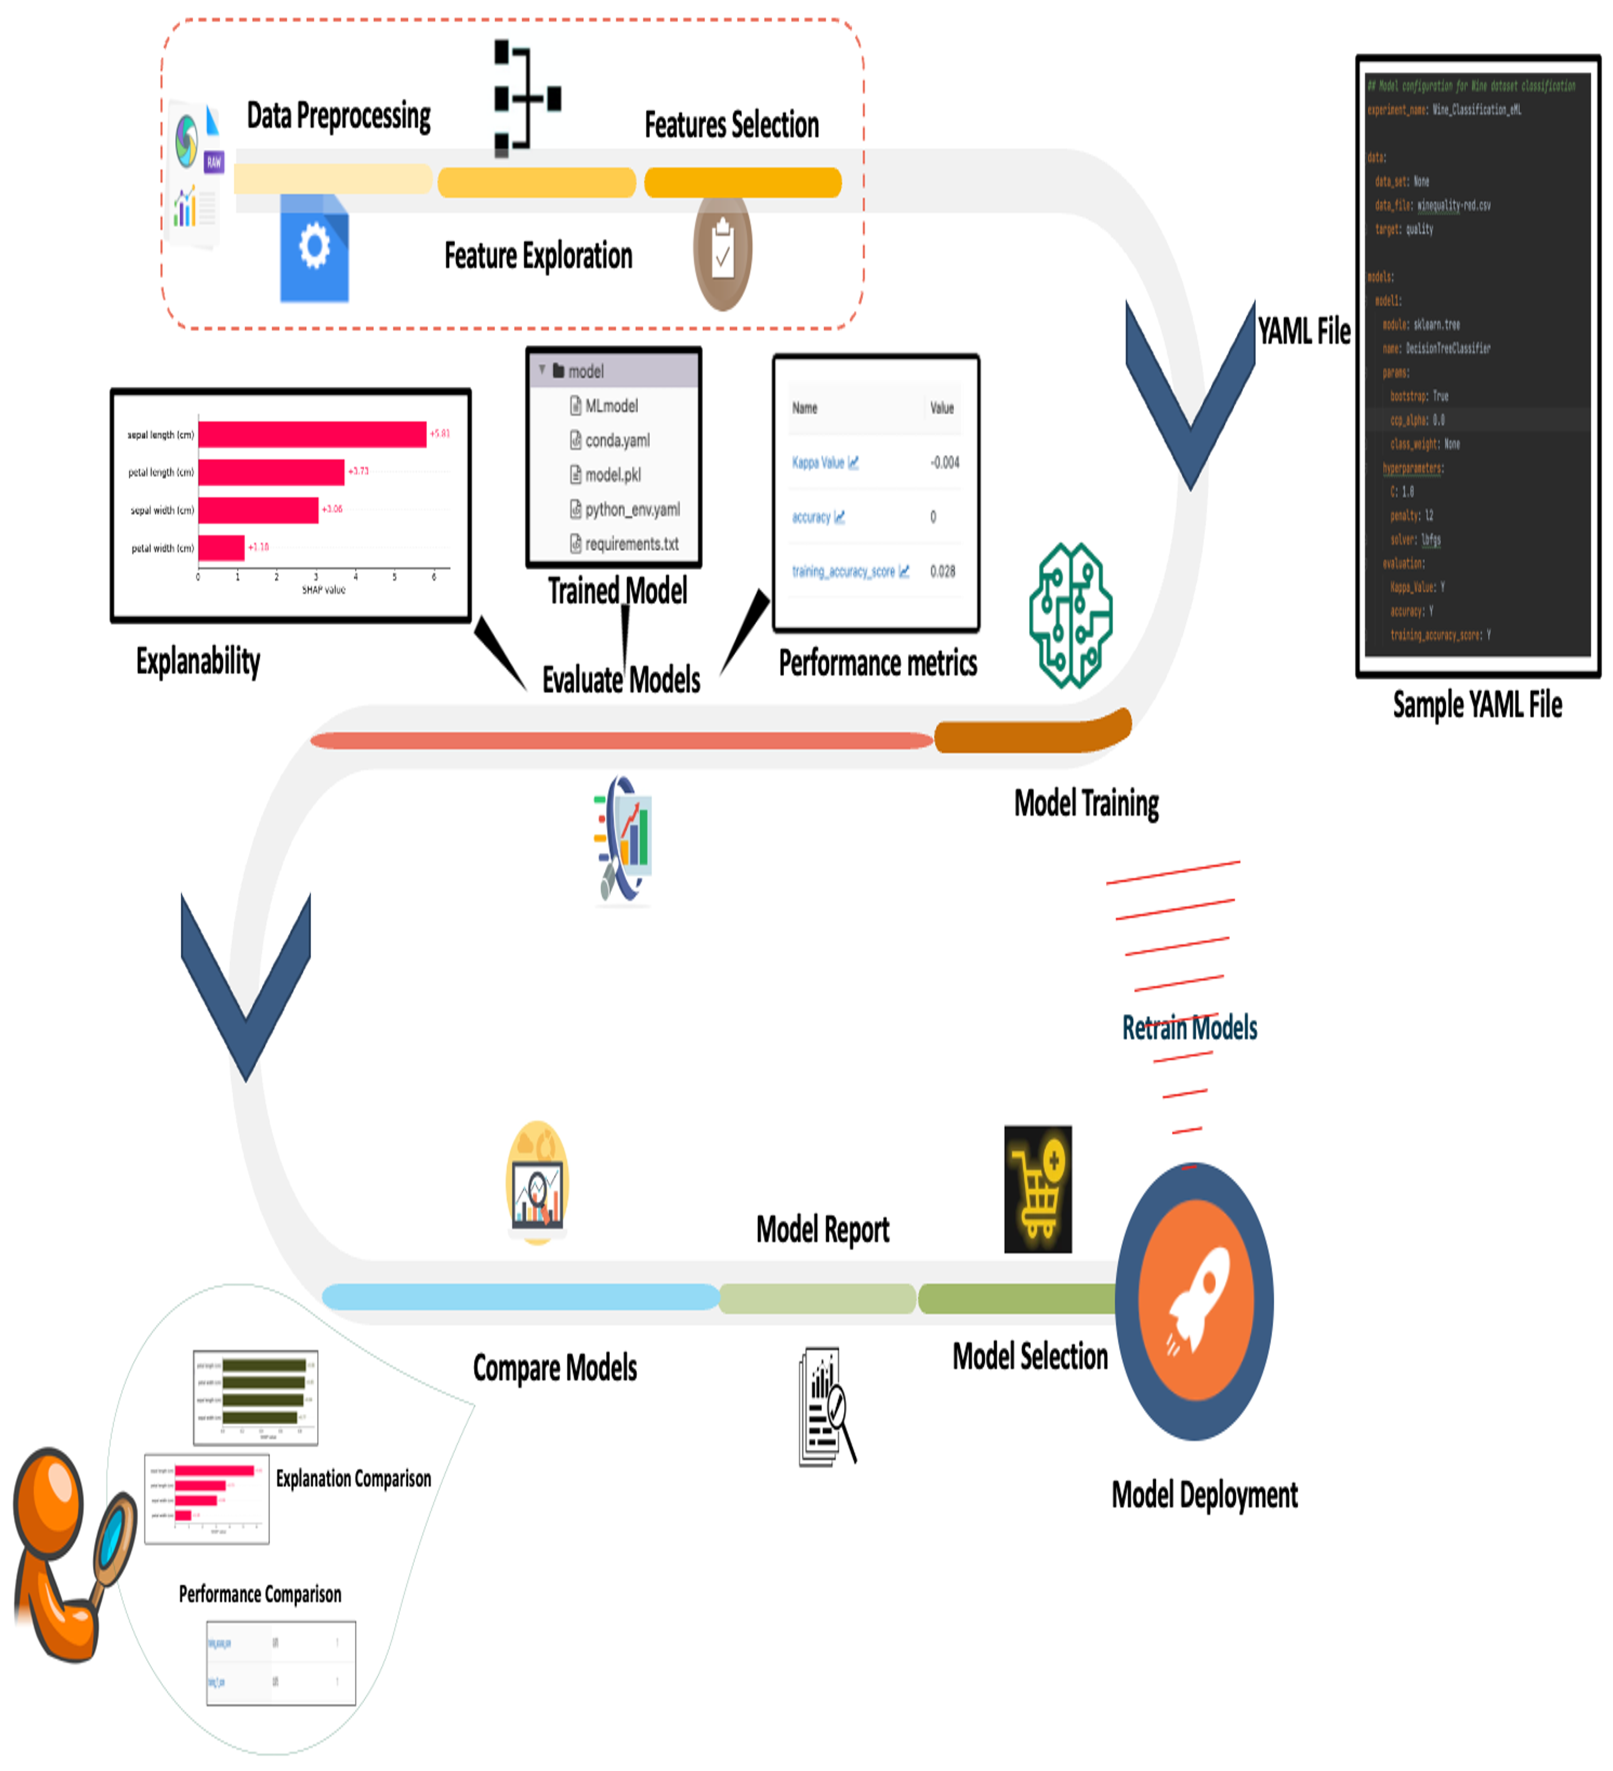 Data Preprocessing
Features Selection
RAW
Feature Exploration
YAML File
## Model configuration for Wine dataset classification
experiment_name: Wine_Classification_eML
data:
data_set: None
data_file: winequality-red.csv
target: quality
models:
model1:
module: sklearn.tree
name: DecisionTreeClassifier
params:
bootstrap: True
ccp_alpha: 0.0
class_weight: None
hyperparameters:
C: 1.0
penalty: l2
solver: lbfgs
evaluation:
Kappa_Value: Y
accuracy: Y
training_accuracy_score: Y
Sample YAML File
sepal length (cm) +5.81
petal length (cm) +3.73
sepal width (cm) +3.06
petal width (cm) +1.18
0 1 2 3 4 5 6
SHAP value
Explanability
model
MLmodel
conda.yaml
model.pkl
python_env.yaml
requirements.txt
Trained Model
Name Value
Kappa Value -0.004
accuracy 0
training_accuracy_score 0.028
Performance metrics
Evaluate Models
Model Training
Retrain Models
Model Report
Compare Models
Model Selection
Model Deployment
Explanation Comparison
Performance Comparison